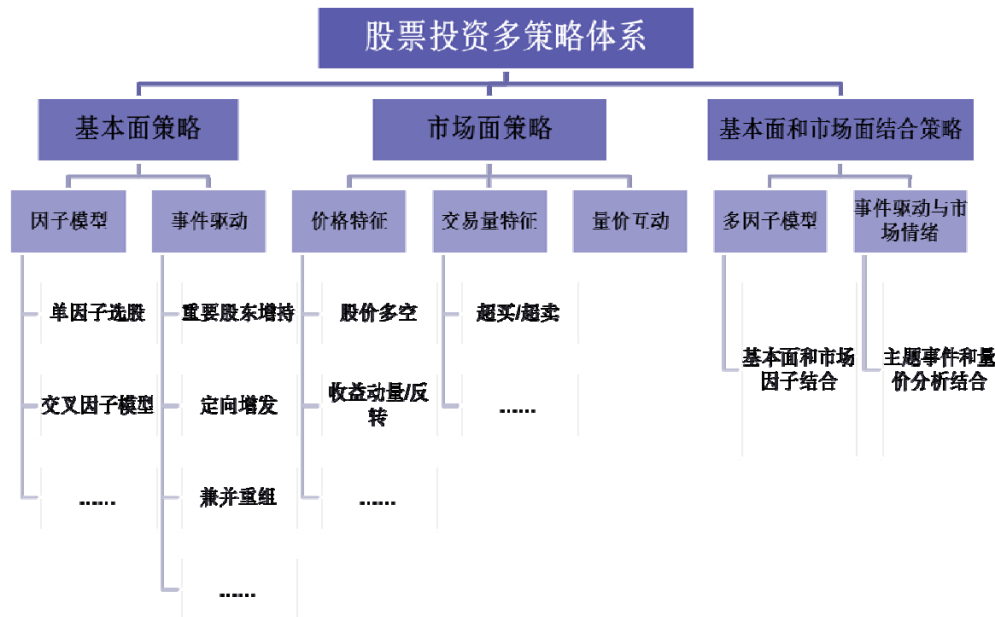 股票投资多策略体系
基本面策略
市场面策略
基本面和市场面结合策略
因子模型
事件驱动
价格特征
交易量特征
量价互动
多因子模型
事件驱动与市
场情绪
单因子选股
重要股东增持
股价多空
超买/超卖
基本面和市场
因子结合
主题事件和量
价分析结合
交叉因子模型
定向增发
收益动量/反
转
……
……
兼并重组
……
……